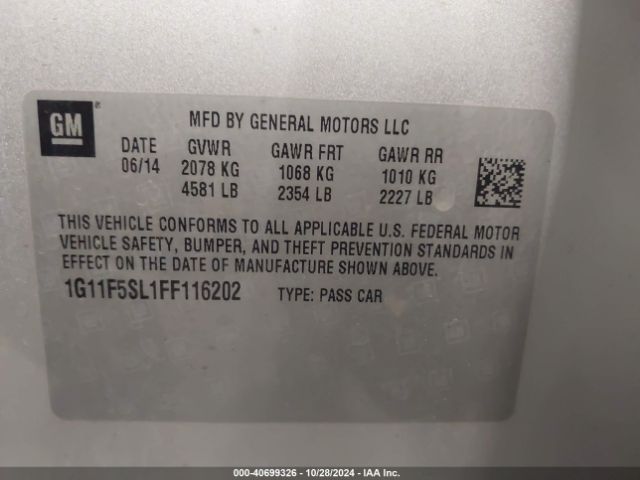 GM ®
MFD BY GENERAL MOTORS LLC
DATE GVWR GAWR FRT GAWR RR
06/14 2078 KG 1068 KG 1010 KG
4581 LB 2354 LB 2227 LB
THIS VEHICLE CONFORMS TO ALL APPLICABLE U.S. FEDERAL MOTOR
VEHICLE SAFETY, BUMPER, AND THEFT PREVENTION STANDARDS IN
EFFECT ON THE DATE OF MANUFACTURE SHOWN ABOVE.
1G11F5SL1FF116202 TYPE: PASS CAR
000-40699326 - 10/28/2024 - IAA Inc.